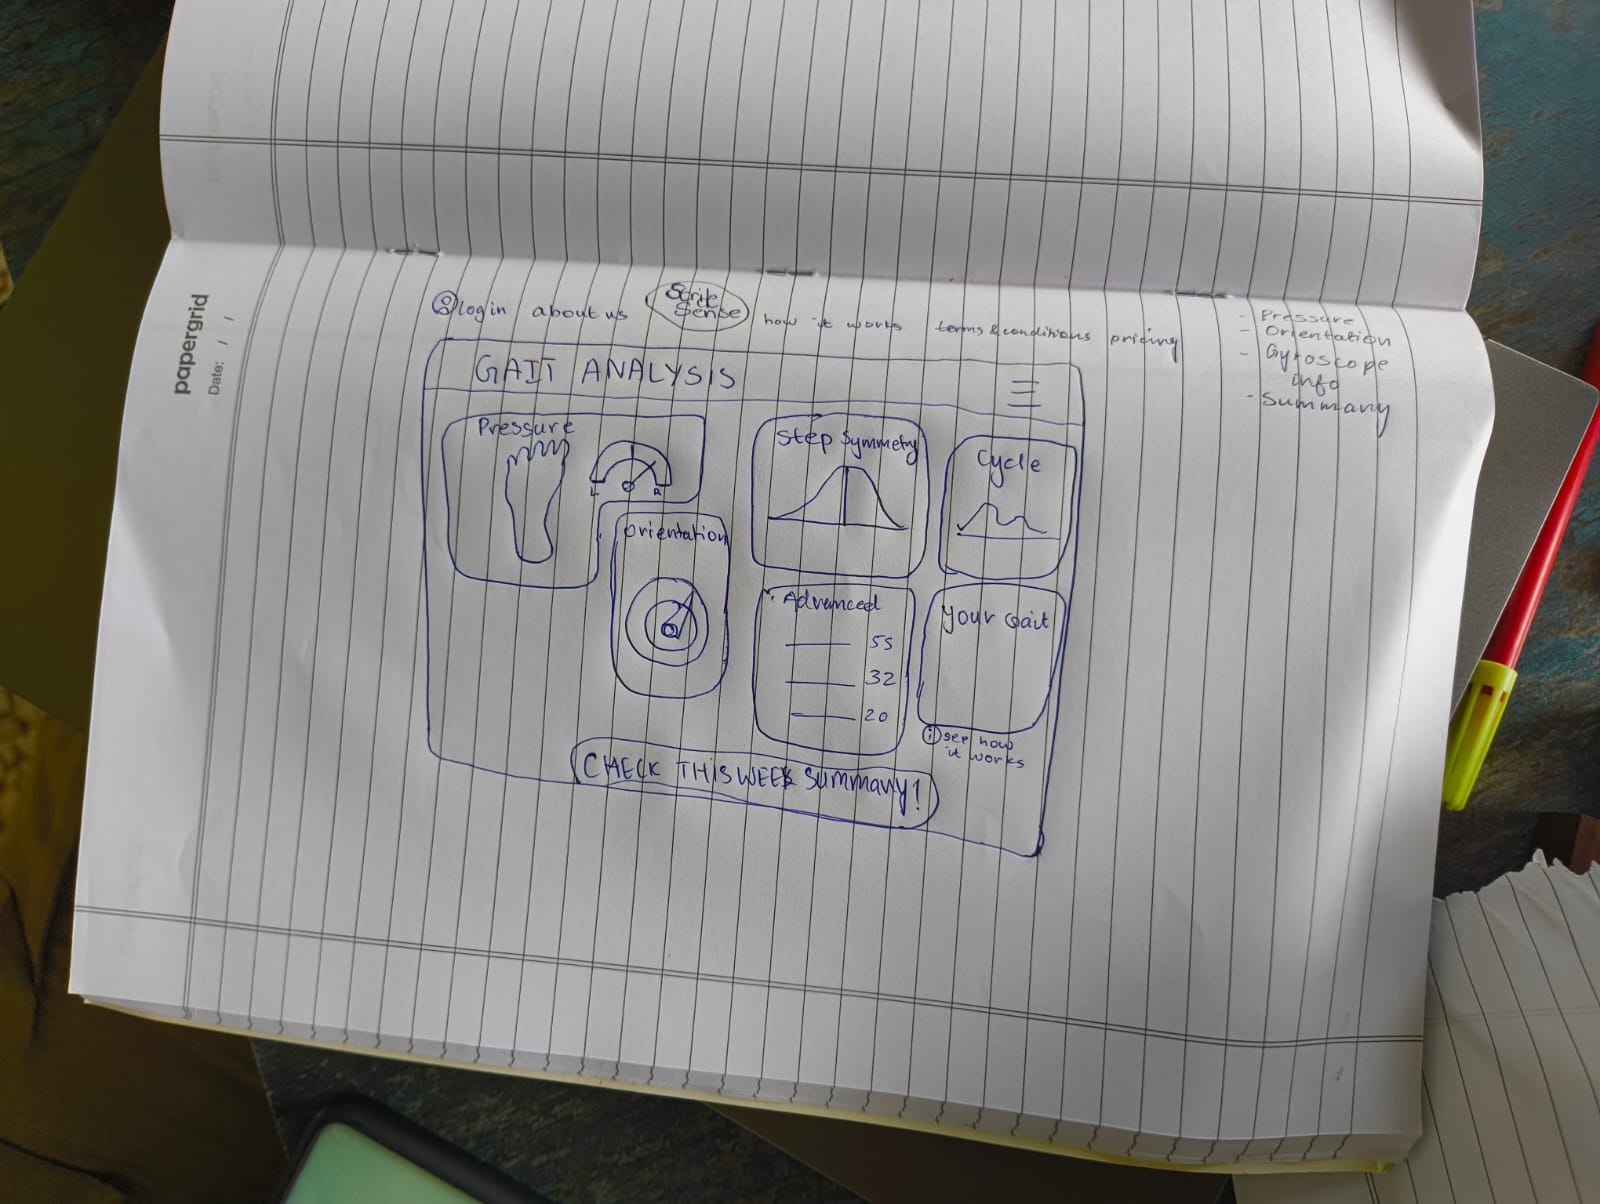 papergrid
Date: / /
login about us Strile Sense how it works terms & conditions pricing
- Pressure
- Orientation
- Gyroscope
info
- Summary
GAIT ANALYSIS
Pressure
L R
Orientation
Step Symmetry
Cycle
Advanced
55
32
20
Your Gait
i see how
it works
CHECK THIS WEEK Summary!